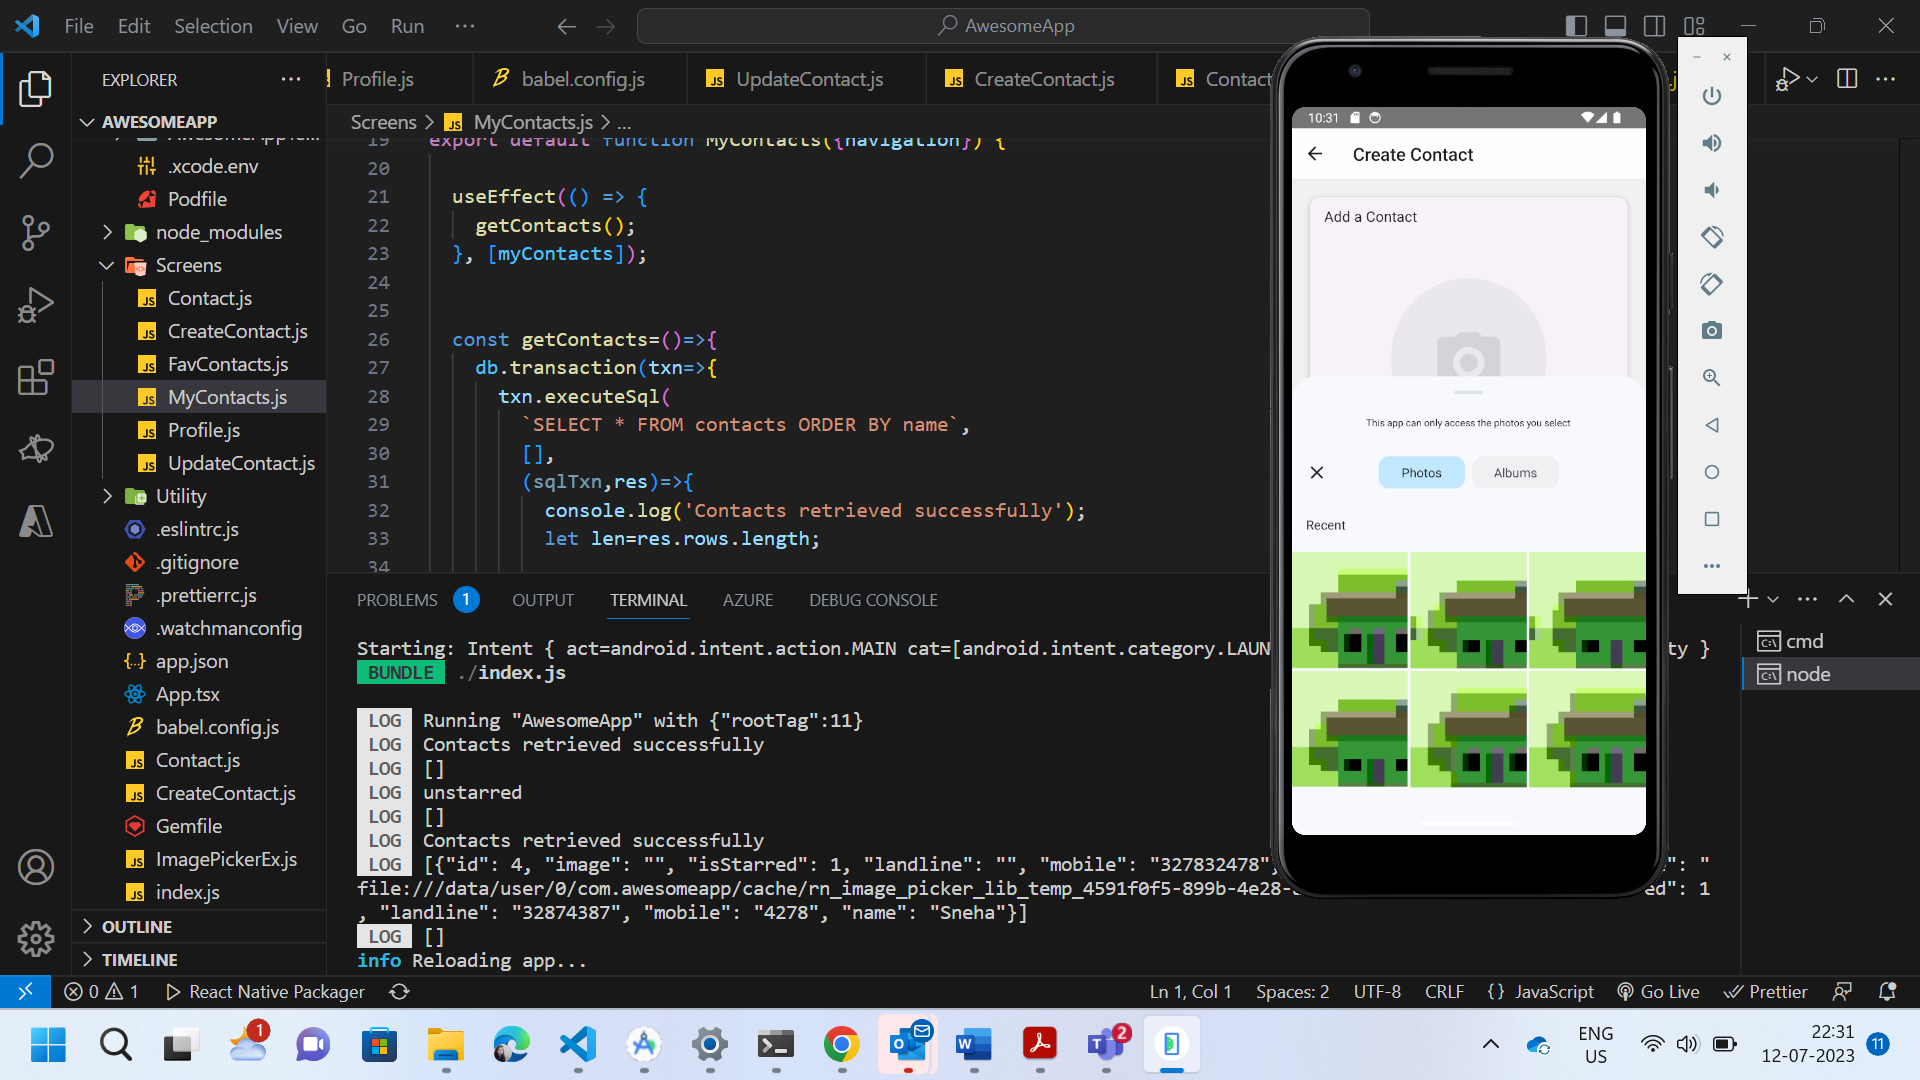 File Edit Selection View Go Run ...
AwesomeApp
EXPLORER
Profile.js
babel.config.js
UpdateContact.js
CreateContact.js
AWESOMEAPP
.xcode.env
Podfile
node_modules
Screens
Contact.js
CreateContact.js
FavContacts.js
MyContacts.js
Profile.js
UpdateContact.js
Utility
.eslintrc.js
.gitignore
.prettierrc.js
.watchmanconfig
app.json
App.tsx
babel.config.js
Contact.js
CreateContact.js
Gemfile
ImagePickerEx.js
index.js
OUTLINE
TIMELINE
Screens > JS MyContacts.js > ...
19 export default function MyContacts({navigation}) {
20
21 useEffect(() => {
22 getContacts();
23 }, [myContacts]);
24
25
26 const getContacts=()=>{
27 db.transaction(txn=>{
28 txn.executeSql(
29 `SELECT * FROM contacts ORDER BY name`,
30 [],
31 (sqlTxn,res)=>{
32 console.log('Contacts retrieved successfully');
33 let len=res.rows.length;
34
PROBLEMS 1 OUTPUT TERMINAL AZURE DEBUG CONSOLE
Starting: Intent { act=android.intent.action.MAIN cat=[android.intent.category.LAUN
ty }
BUNDLE ./index.js
LOG Running "AwesomeApp" with {"rootTag":11}
LOG Contacts retrieved successfully
LOG []
LOG unstarred
LOG []
LOG Contacts retrieved successfully
LOG [{"id": 4, "image": "", "isStarred": 1, "landline": "", "mobile": "327832478"
": "
file:///data/user/0/com.awesomeapp/cache/rn_image_picker_lib_temp_4591f0f5-899b-4e28-
ed": 1
, "landline": "32874387", "mobile": "4278", "name": "Sneha"}]
LOG []
info Reloading app...
cmd
node
10:31
Create Contact
Add a Contact
This app can only access the photos you select
Photos
Albums
Recent
0 1 React Native Packager
Ln 1, Col 1 Spaces: 2 UTF-8 CRLF {} JavaScript Go Live Prettier
1
2
ENG
US
22:31
12-07-2023
11